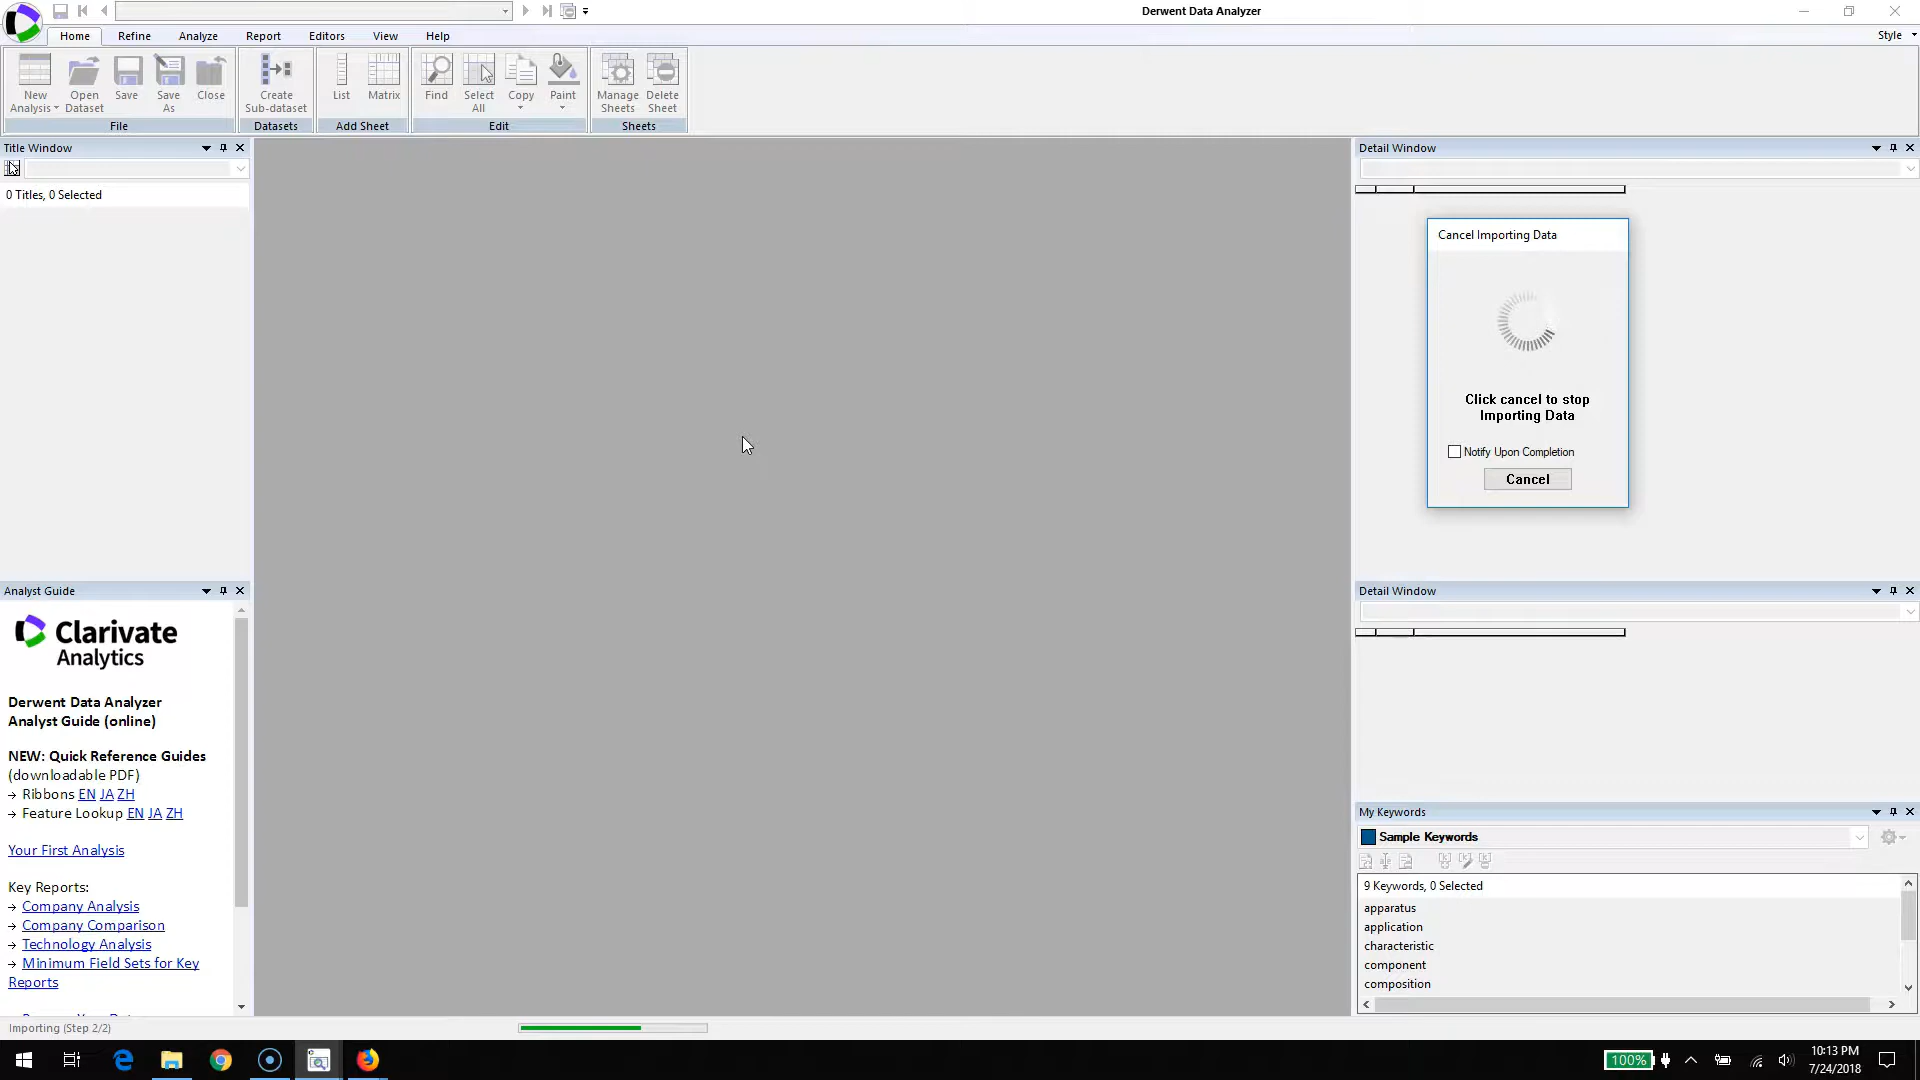 Derwent Data Analyzer
Home
Refine
Analyze
Report
Editors
View
Help
Style
New Analysis
Open Dataset
Save
Save As
Close
Create Sub-dataset
List
Matrix
Find
Select All
Copy
Paint
Manage Sheets
Delete Sheet
File
Datasets
Add Sheet
Edit
Sheets
Title Window
0 Titles, 0 Selected
Detail Window
Cancel Importing Data
Click cancel to stop
Importing Data
Notify Upon Completion
Cancel
Analyst Guide
Clarivate
Analytics
Derwent Data Analyzer
Analyst Guide (online)
NEW: Quick Reference Guides
(downloadable PDF)
→ Ribbons EN JA ZH
→ Feature Lookup EN JA ZH
Your First Analysis
Key Reports:
→ Company Analysis
→ Company Comparison
→ Technology Analysis
→ Minimum Field Sets for Key
Reports
Detail Window
My Keywords
Sample Keywords
9 Keywords, 0 Selected
apparatus
application
characteristic
component
composition
Importing (Step 2/2)
100%
10:13 PM
7/24/2018